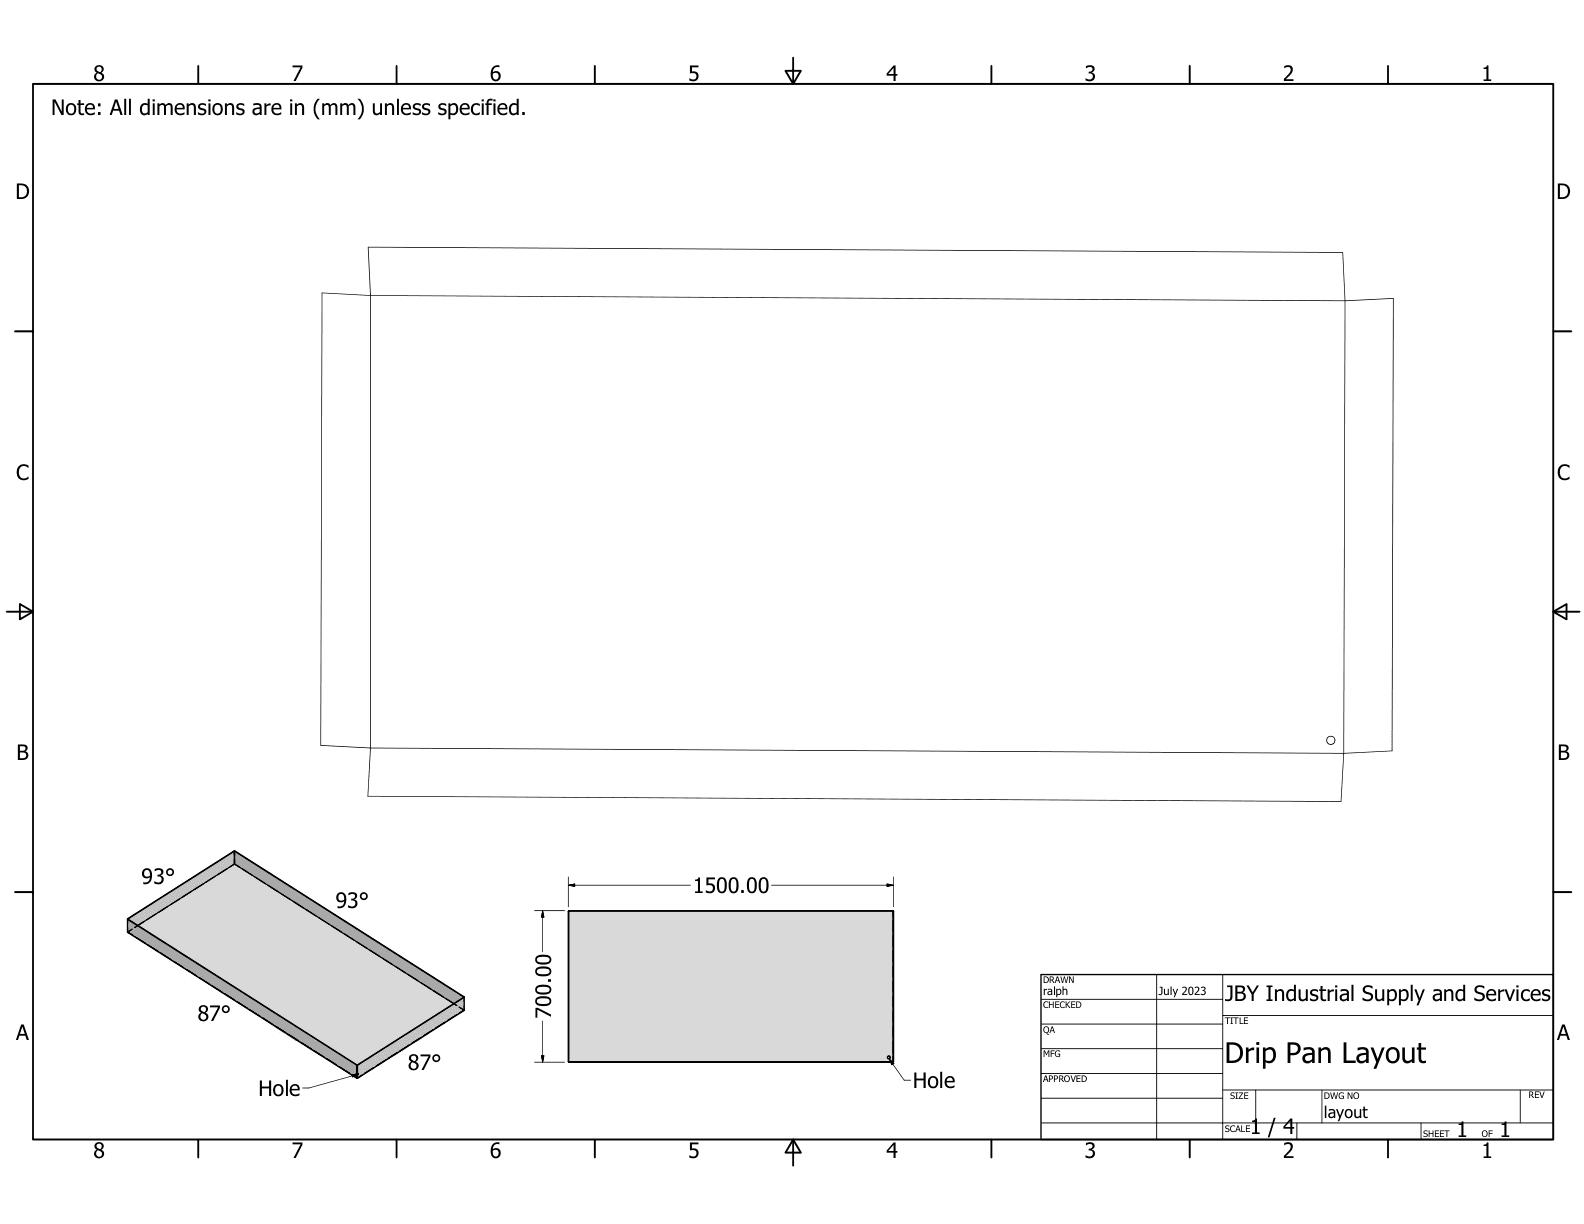 8 7 6 5 4 3 2 1
Note: All dimensions are in (mm) unless specified.
D D
C C
B B
93°
93°
87°
87°
Hole
1500.00
700.00
Hole
A A
DRAWN
ralph
July 2023
CHECKED
QA
MFG
APPROVED
JBY Industrial Supply and Services
TITLE
Drip Pan Layout
SIZE
DWG NO
layout
REV
SCALE 1 / 4
SHEET 1 OF 1
8 7 6 5 4 3 2 1